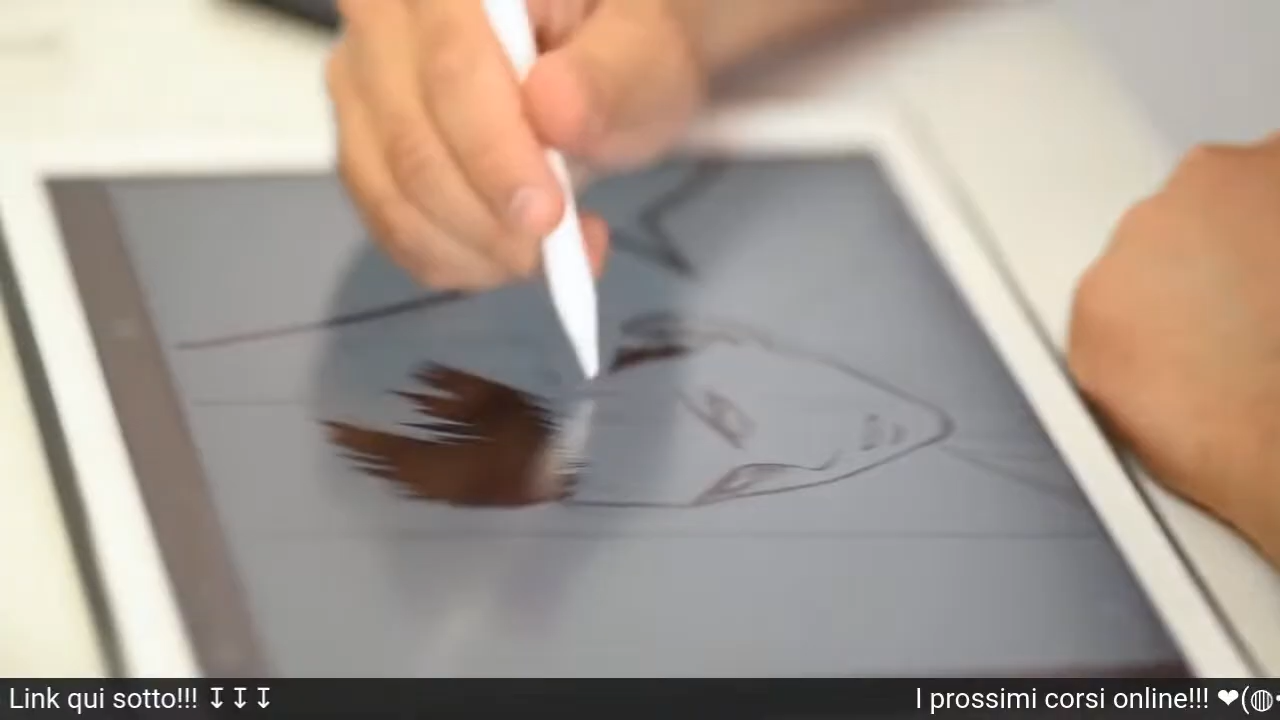 Link qui sotto!!! ↧↧↧
I prossimi corsi online!!! ❤(◍•